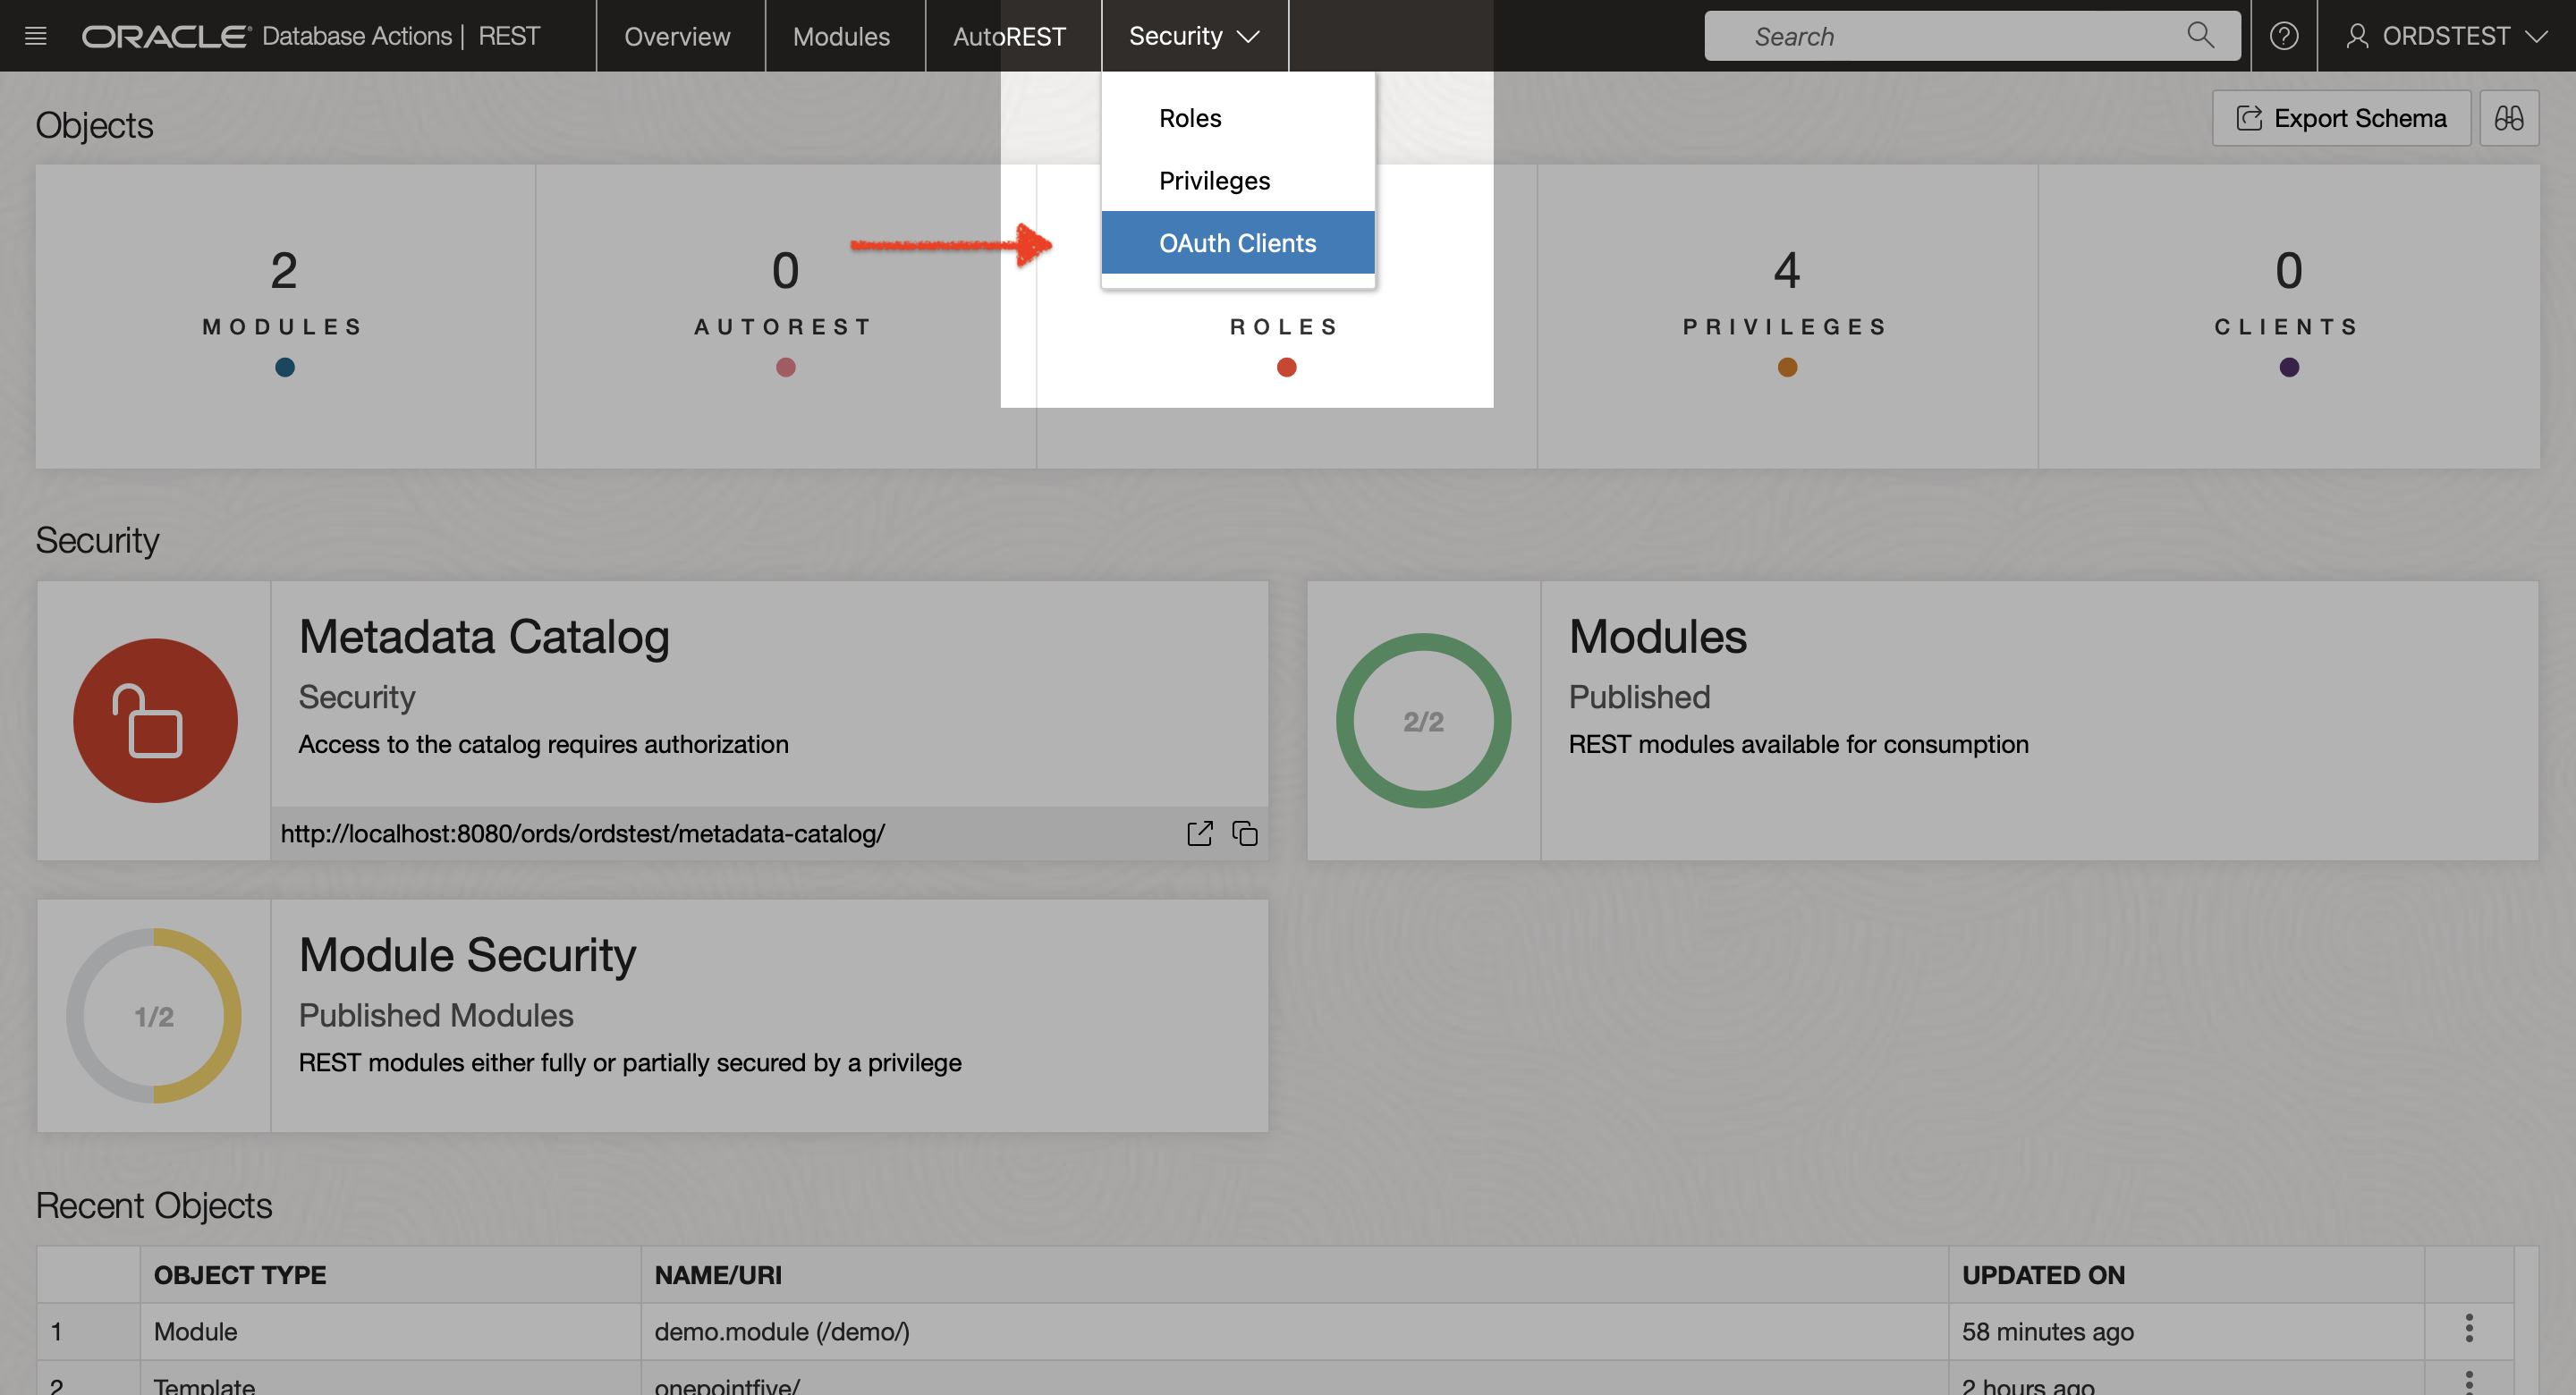 ORACLE Database Actions | REST Overview Modules AutoREST Security Search ORDSTEST
Roles
Privileges
OAuth Clients
Objects
Export Schema
2
MODULES
0
AUTOREST
ROLES
4
PRIVILEGES
0
CLIENTS
Security
Metadata Catalog
Security
Access to the catalog requires authorization
http://localhost:8080/ords/ordstest/metadata-catalog/
2/2
Modules
Published
REST modules available for consumption
1/2
Module Security
Published Modules
REST modules either fully or partially secured by a privilege
Recent Objects
OBJECT TYPE NAME/URI UPDATED ON
1 Module demo.module (/demo/) 58 minutes ago
2 Template onepointfive/ 2 hours ago